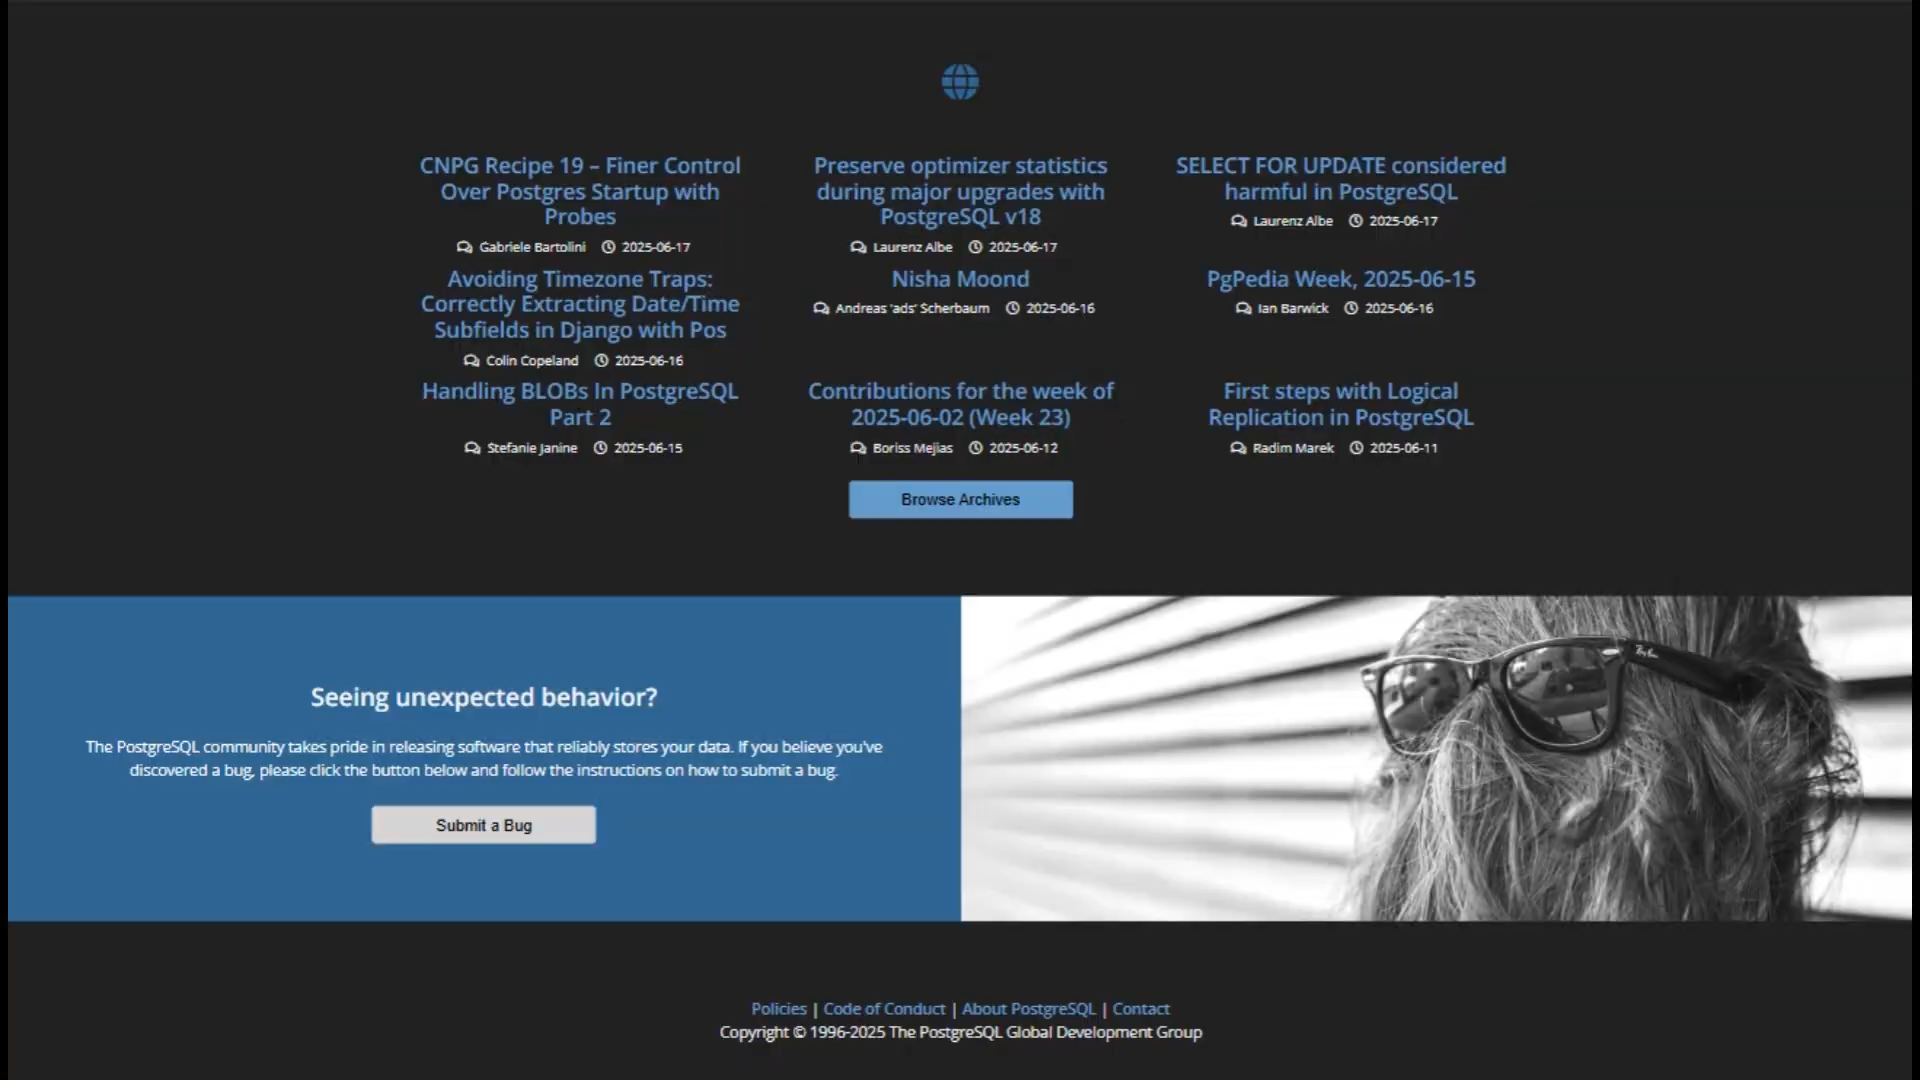 CNPG Recipe 19 – Finer Control
Over Postgres Startup with
Probes
Gabriele Bartolini 2025-06-17
Preserve optimizer statistics
during major upgrades with
PostgreSQL v18
Laurenz Albe 2025-06-17
SELECT FOR UPDATE considered
harmful in PostgreSQL
Laurenz Albe 2025-06-17
Avoiding Timezone Traps:
Correctly Extracting Date/Time
Subfields in Django with Pos
Colin Copeland 2025-06-16
Nisha Moond
Andreas 'ads' Scherbaum 2025-06-16
PgPedia Week, 2025-06-15
Ian Barwick 2025-06-16
Handling BLOBs In PostgreSQL
Part 2
Stefanie Janine 2025-06-15
Contributions for the week of
2025-06-02 (Week 23)
Boriss Mejias 2025-06-12
First steps with Logical
Replication in PostgreSQL
Radim Marek 2025-06-11
Browse Archives
Seeing unexpected behavior?
The PostgreSQL community takes pride in releasing software that reliably stores your data. If you believe you've
discovered a bug, please click the button below and follow the instructions on how to submit a bug.
Submit a Bug
Ray-Ban
Policies | Code of Conduct | About PostgreSQL | Contact
Copyright © 1996-2025 The PostgreSQL Global Development Group